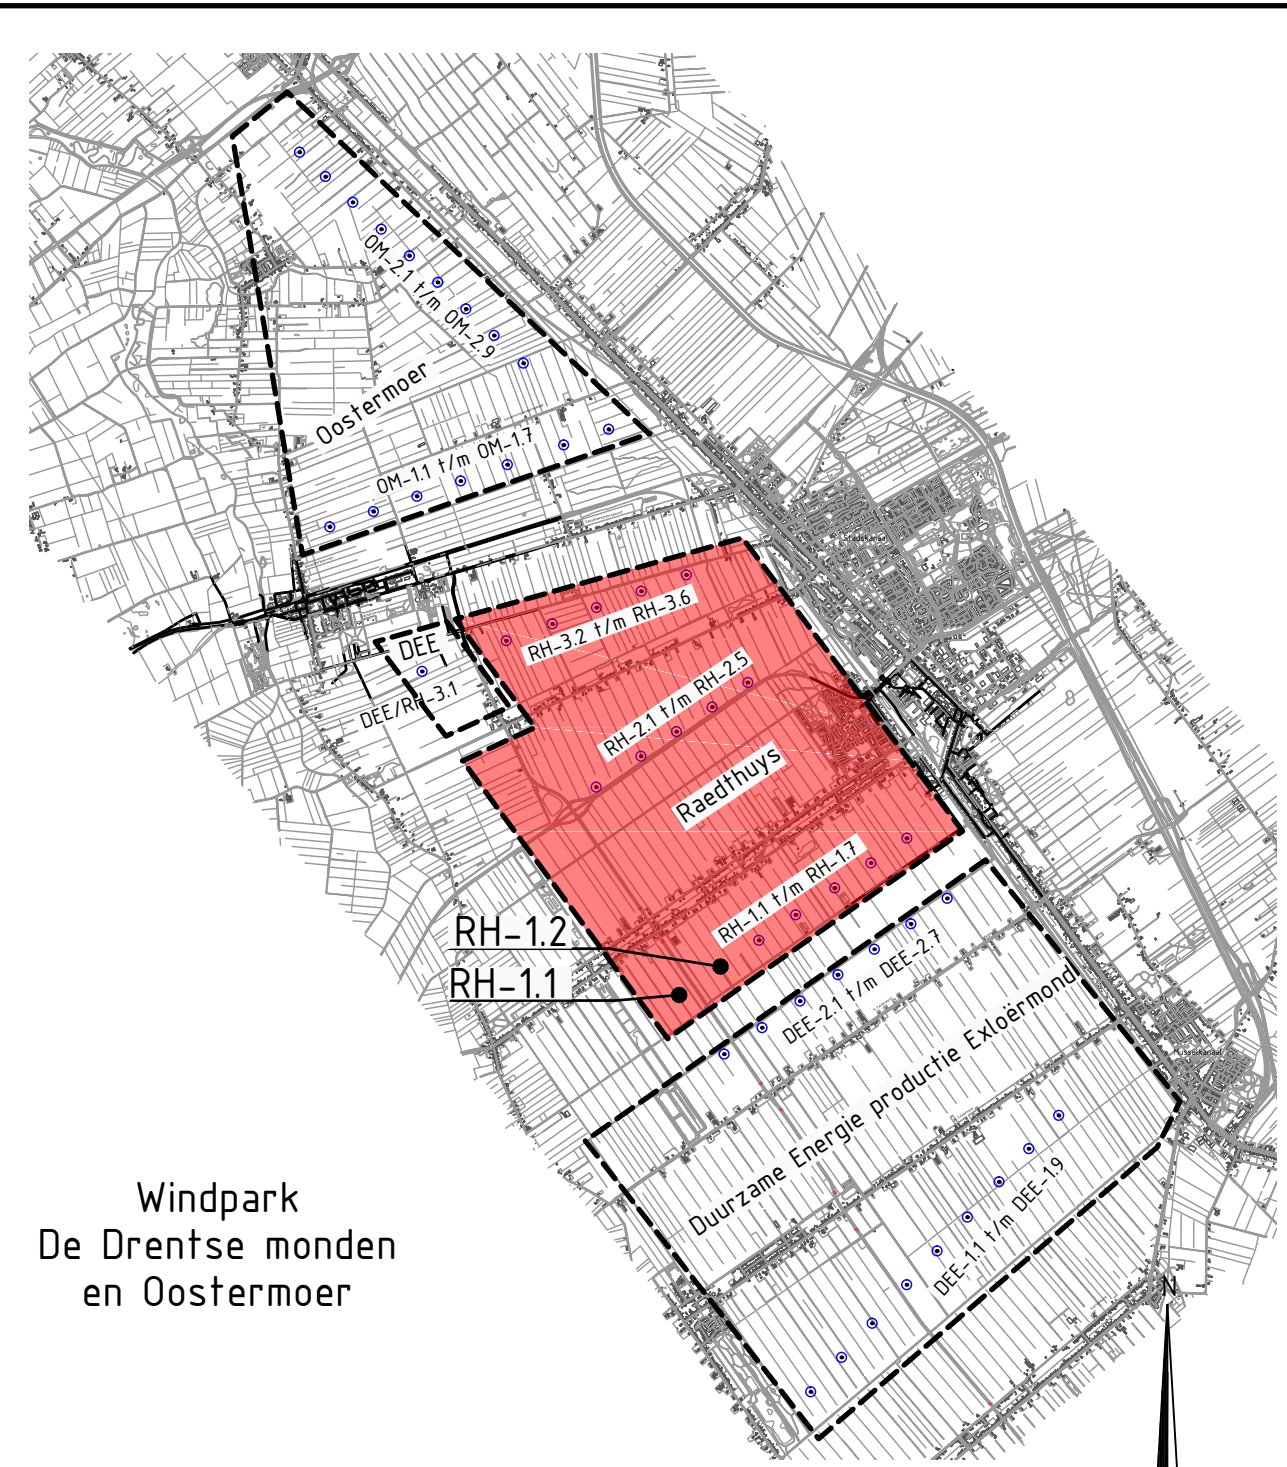 OM-2.1 t/m OM-2.9
Oostermoer
OM-1.1 t/m OM-1.7
Stadskanaal
DEE
DEE/RH-3.1
RH-3.2 t/m RH-3.6
RH-2.1 t/m RH-2.5
Raedthuys
RH-1.1 t/m RH-1.7
RH-1.2
RH-1.1
DEE-2.1 t/m DEE-2.7
Duurzame Energie productie Exloërmond
Musselkanaal
DEE-1.1 t/m DEE-1.9
Windpark
De Drentse monden
en Oostermoer
N